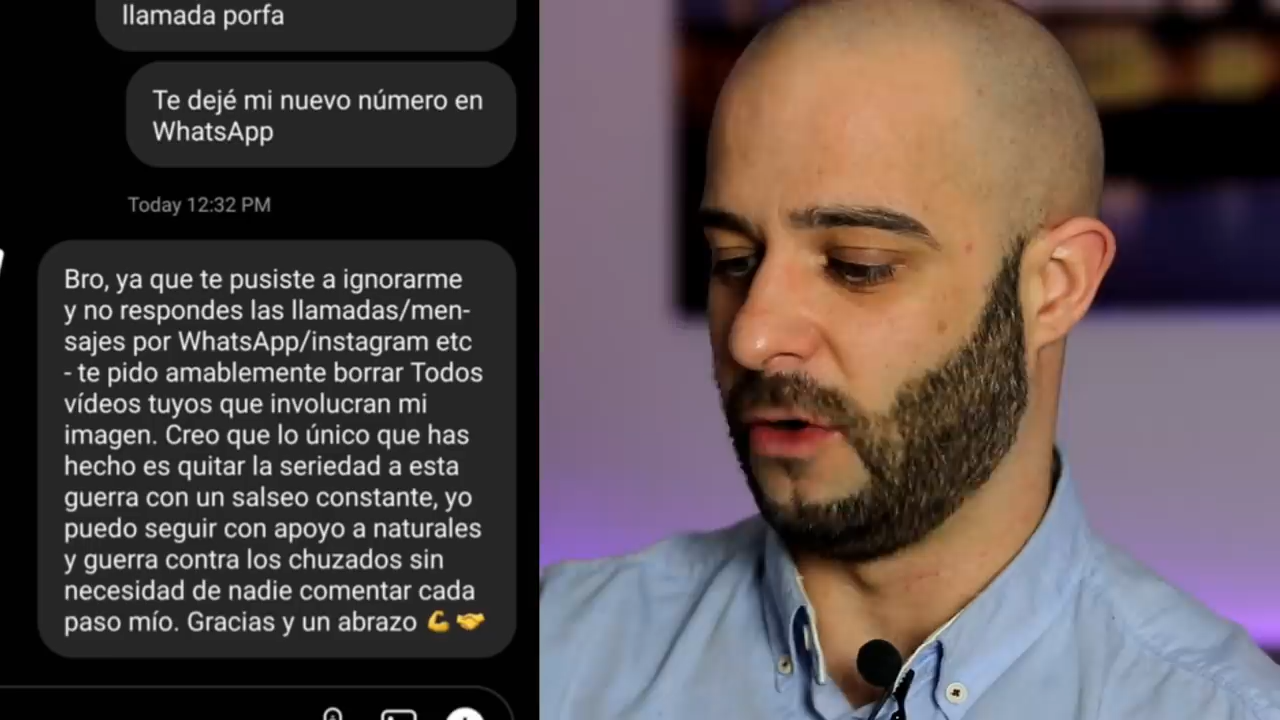 llamada porfa
Te dejé mi nuevo número en
WhatsApp
Today 12:32 PM
Bro, ya que te pusiste a ignorarme
y no respondes las llamadas/men-
sajes por WhatsApp/instagram etc
- te pido amablemente borrar Todos
vídeos tuyos que involucran mi
imagen. Creo que lo único que has
hecho es quitar la seriedad a esta
guerra con un salseo constante, yo
puedo seguir con apoyo a naturales
y guerra contra los chuzados sin
necesidad de nadie comentar cada
paso mío. Gracias y un abrazo 💪🤝